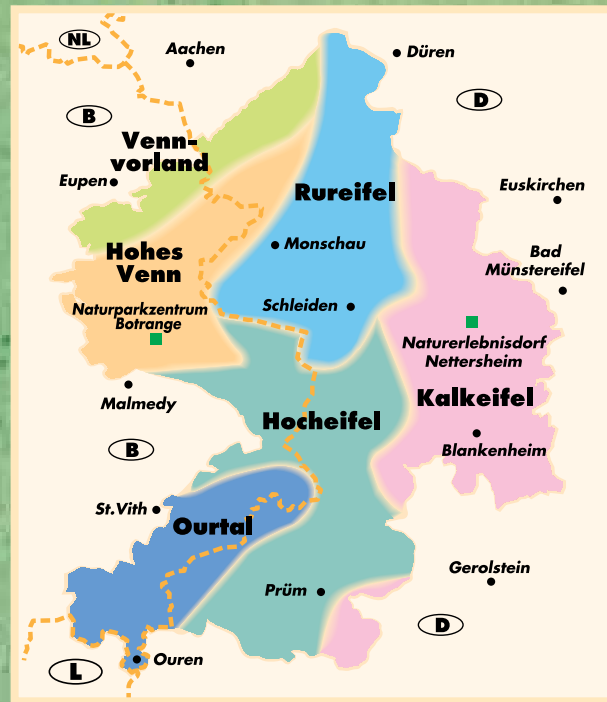 NL
Aachen
Düren
D
B
Venn-
vorland
Eupen
Rureifel
Euskirchen
Hohes
Venn
Monschau
Bad
Münstereifel
Naturparkzentrum
Botrange
Schleiden
Naturerlebnisdorf
Nettersheim
Malmedy
Kalkeifel
Hocheifel
B
Blankenheim
St.Vith
Ourtal
Gerolstein
Prüm
D
L
Ouren